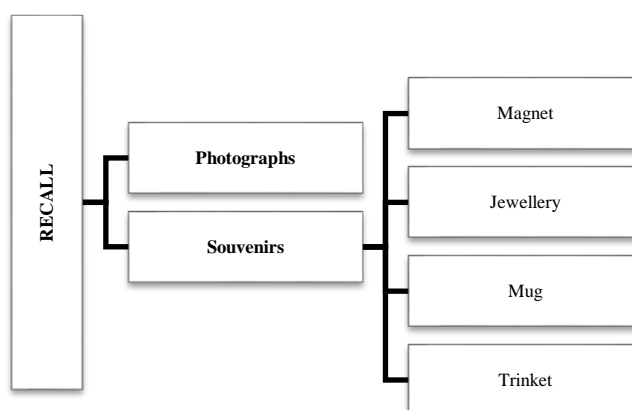 RECALL
Photographs
Souvenirs
Magnet
Jewellery
Mug
Trinket